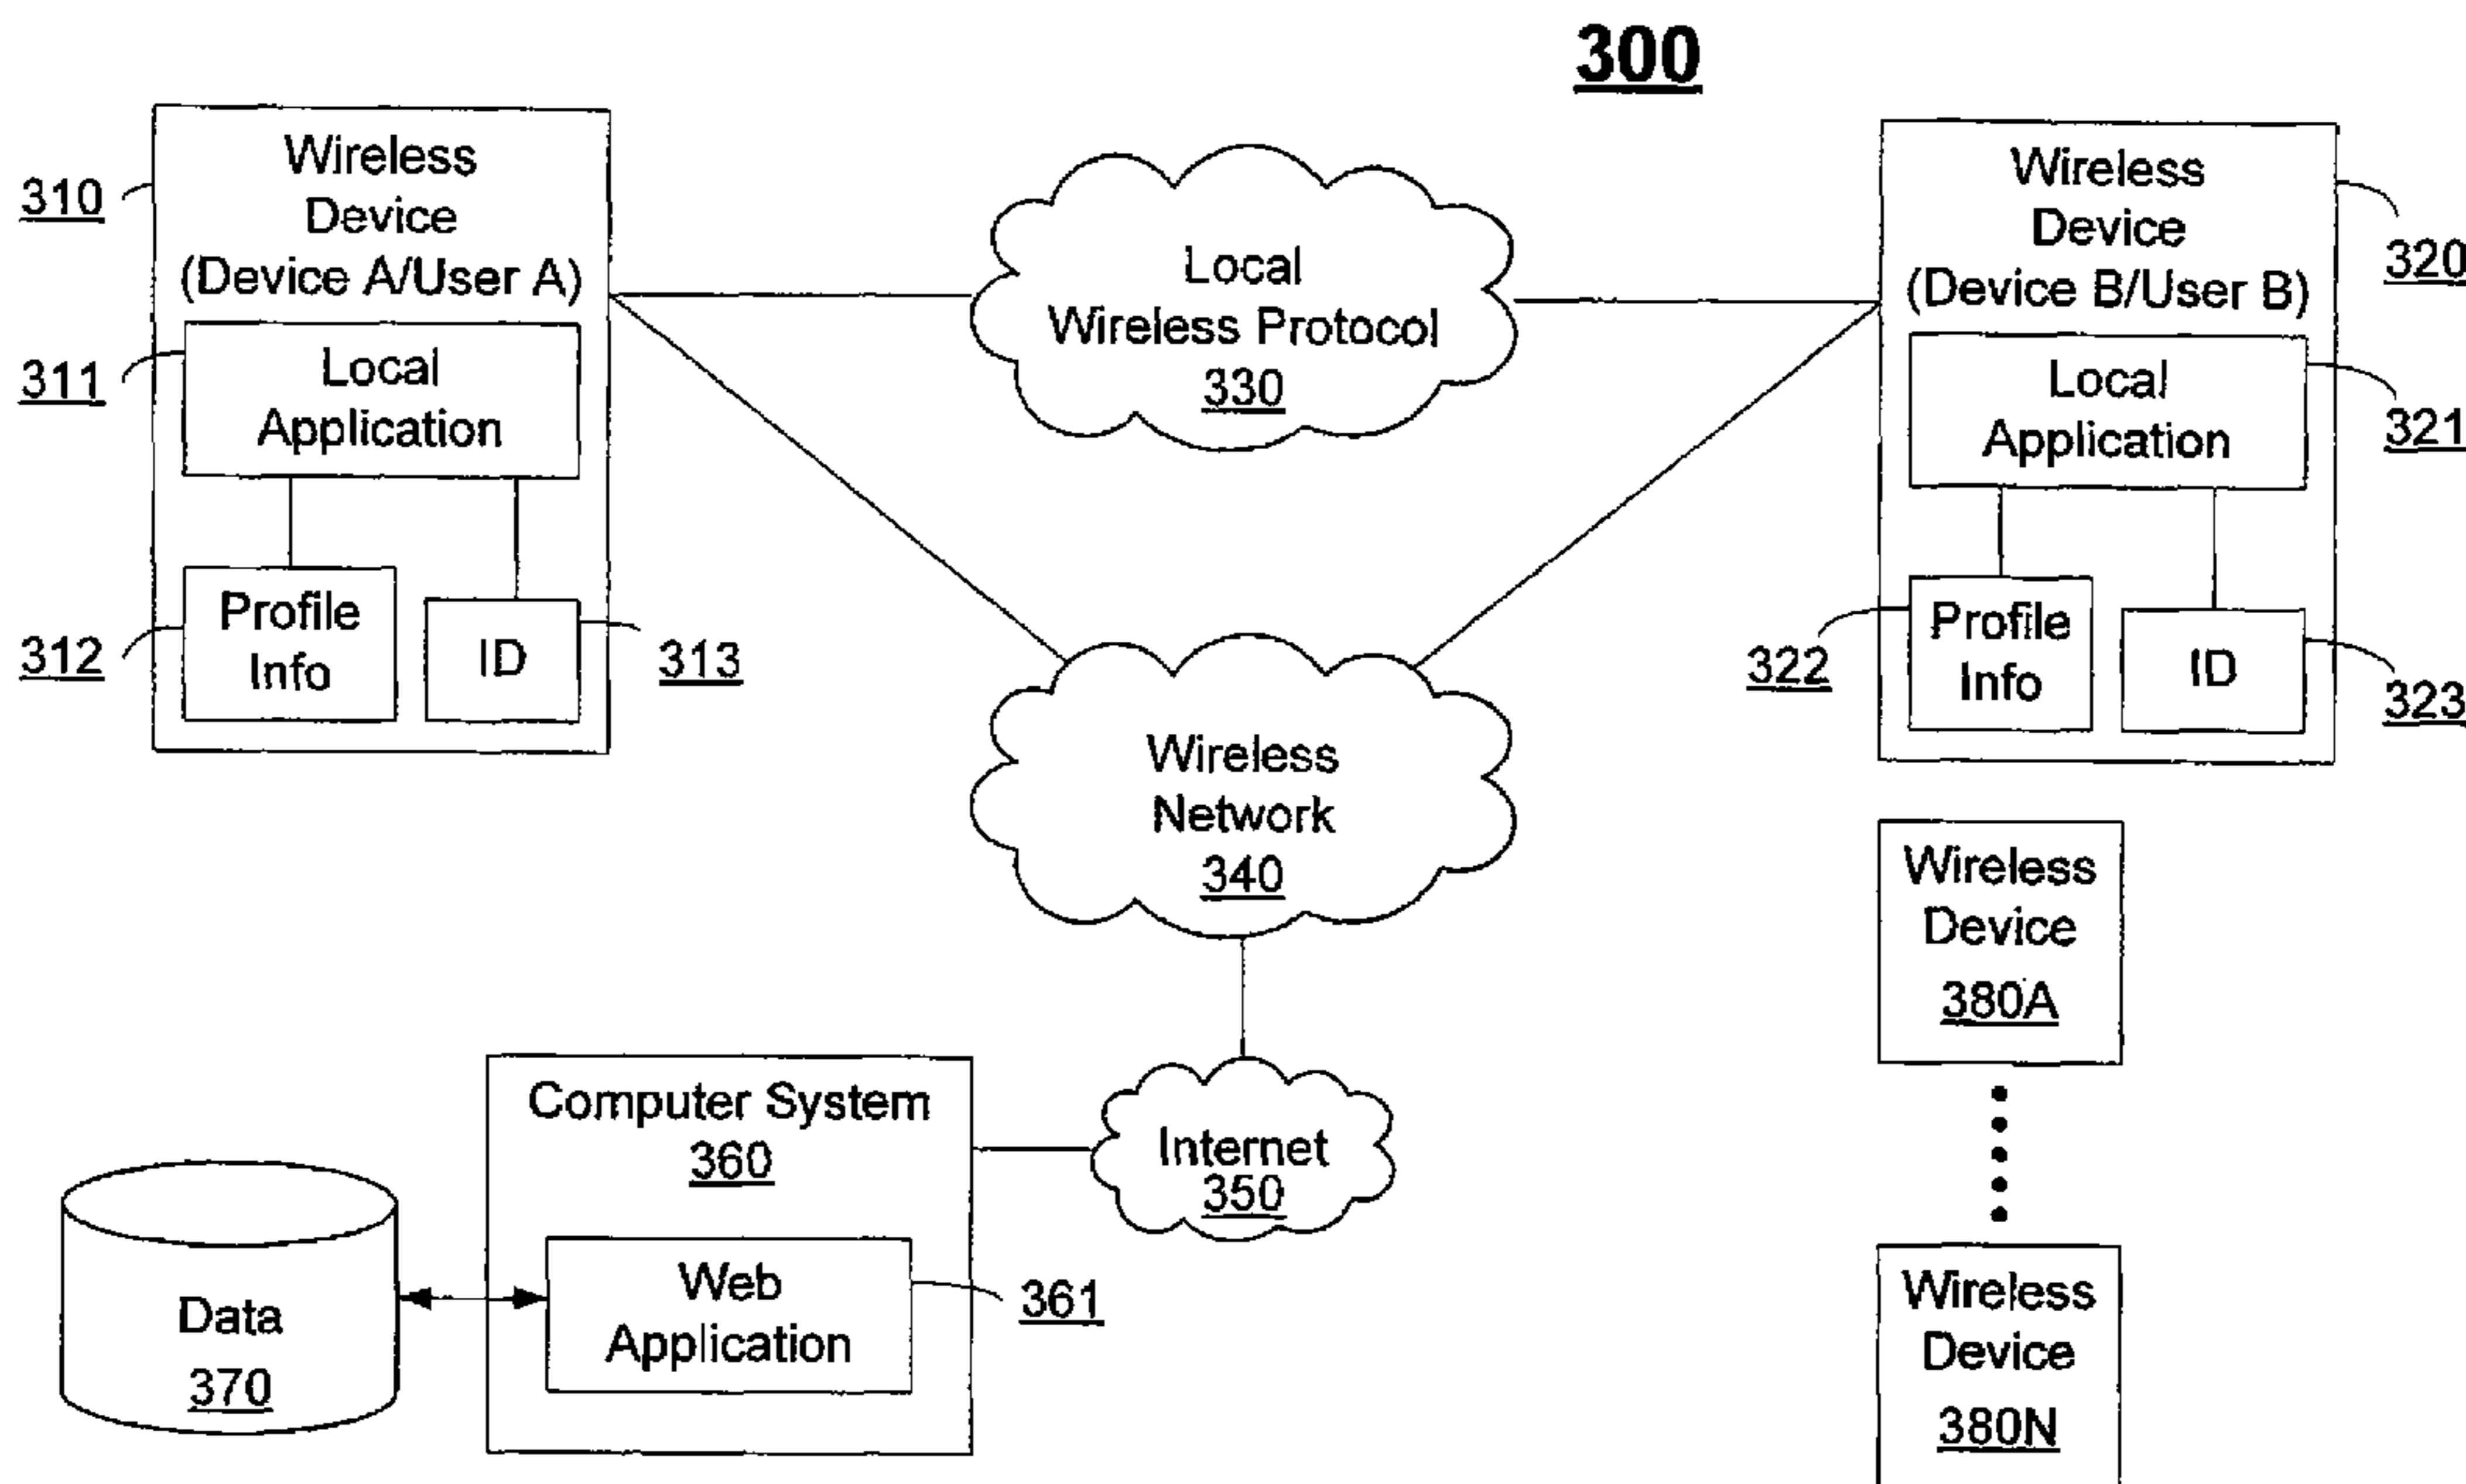 300
310
Wireless
Device
(Device A/User A)
311
Local
Application
312
Profile
Info
ID
313
Local
Wireless Protocol
330
Wireless
Device
(Device B/User B)
320
Local
Application
321
322
Profile
Info
ID
323
Wireless
Network
340
Wireless
Device
380A
Computer System
360
Internet
350
Data
370
Web
Application
361
Wireless
Device
380N